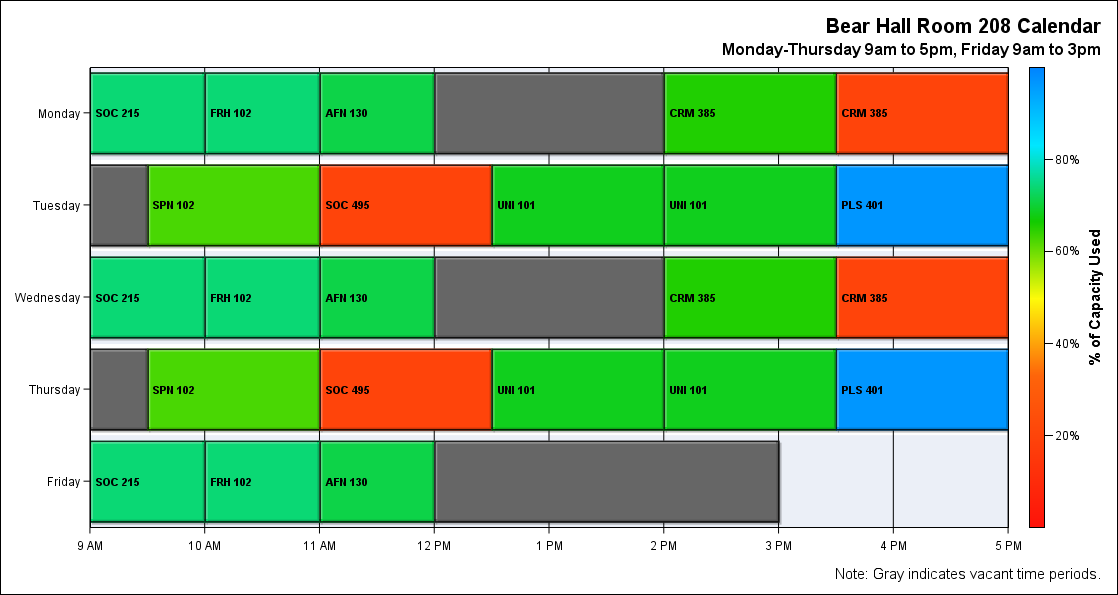 Bear Hall Room 208 Calendar
Monday-Thursday 9am to 5pm, Friday 9am to 3pm
Monday
SOC 215
FRH 102
AFN 130
CRM 385
CRM 385
Tuesday
SPN 102
SOC 495
UNI 101
UNI 101
PLS 401
Wednesday
SOC 215
FRH 102
AFN 130
CRM 385
CRM 385
Thursday
SPN 102
SOC 495
UNI 101
UNI 101
PLS 401
Friday
SOC 215
FRH 102
AFN 130
9 AM
10 AM
11 AM
12 PM
1 PM
2 PM
3 PM
4 PM
5 PM
80%
60%
40%
20%
% of Capacity Used
Note: Gray indicates vacant time periods.